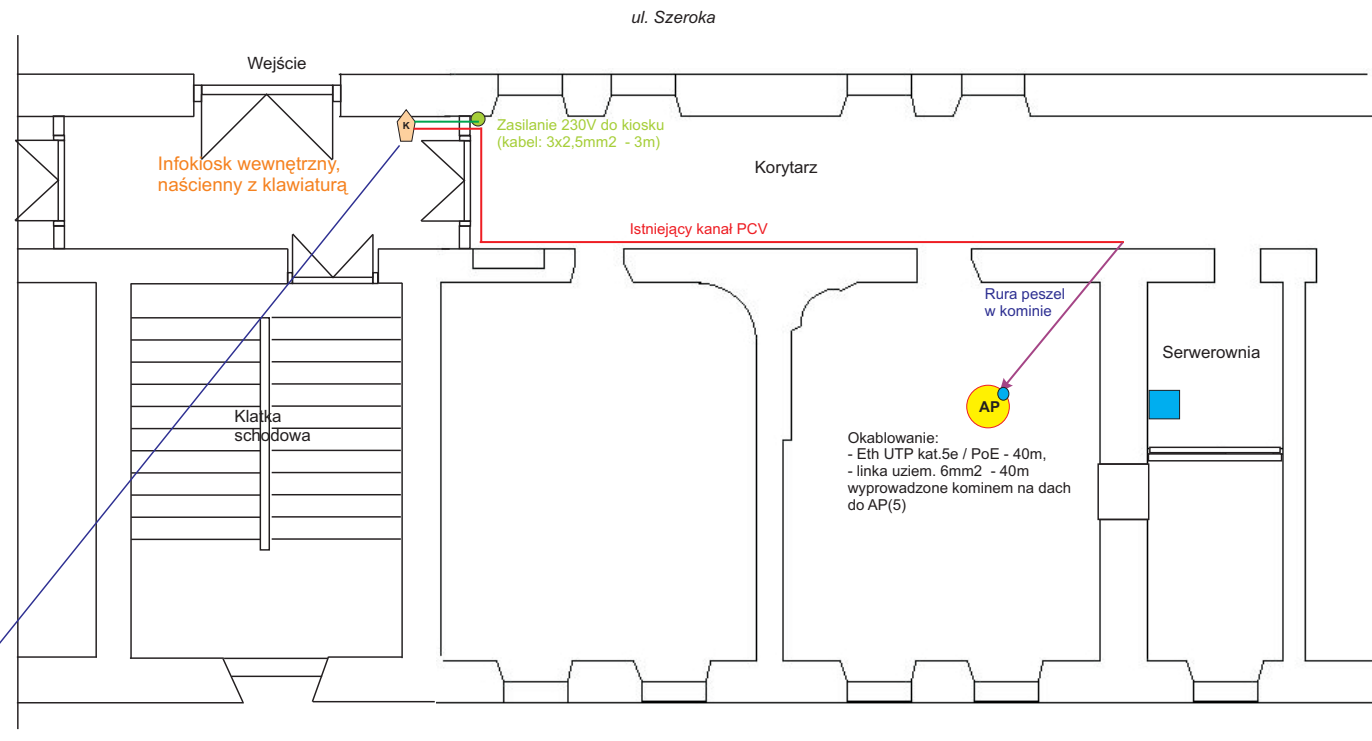 ul. Szeroka
Wejście
K
Zasilanie 230V do kiosku
(kabel: 3x2,5mm2 - 3m)
Infokiosk wewnętrzny,
naścienny z klawiaturą
Korytarz
Istniejący kanał PCV
Rura peszel
w kominie
Serwerownia
AP
Klatka
schodowa
Okablowanie:
- Eth UTP kat.5e / PoE - 40m,
- linka uziem. 6mm2 - 40m
wyprowadzone kominem na dach
do AP(5)